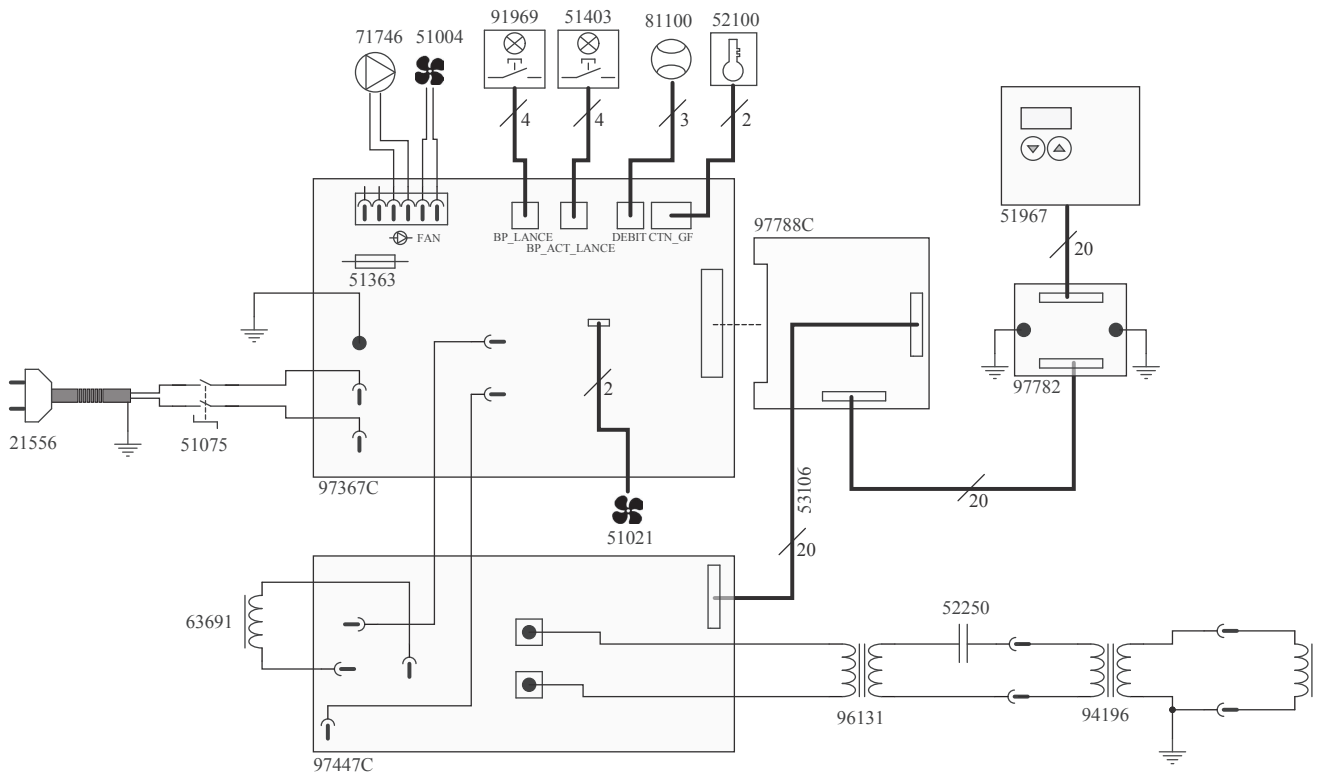 91969 51403 81100 52100
71746 51004
4 4 3 2
51967
97788C
BP_LANCE DEBIT CTN_GF
FAN BP_ACT_LANCE
20
51363
97782
2
21556 51075
97367C
53106
20
51021
20
63691
52250
96131 94196
97447C